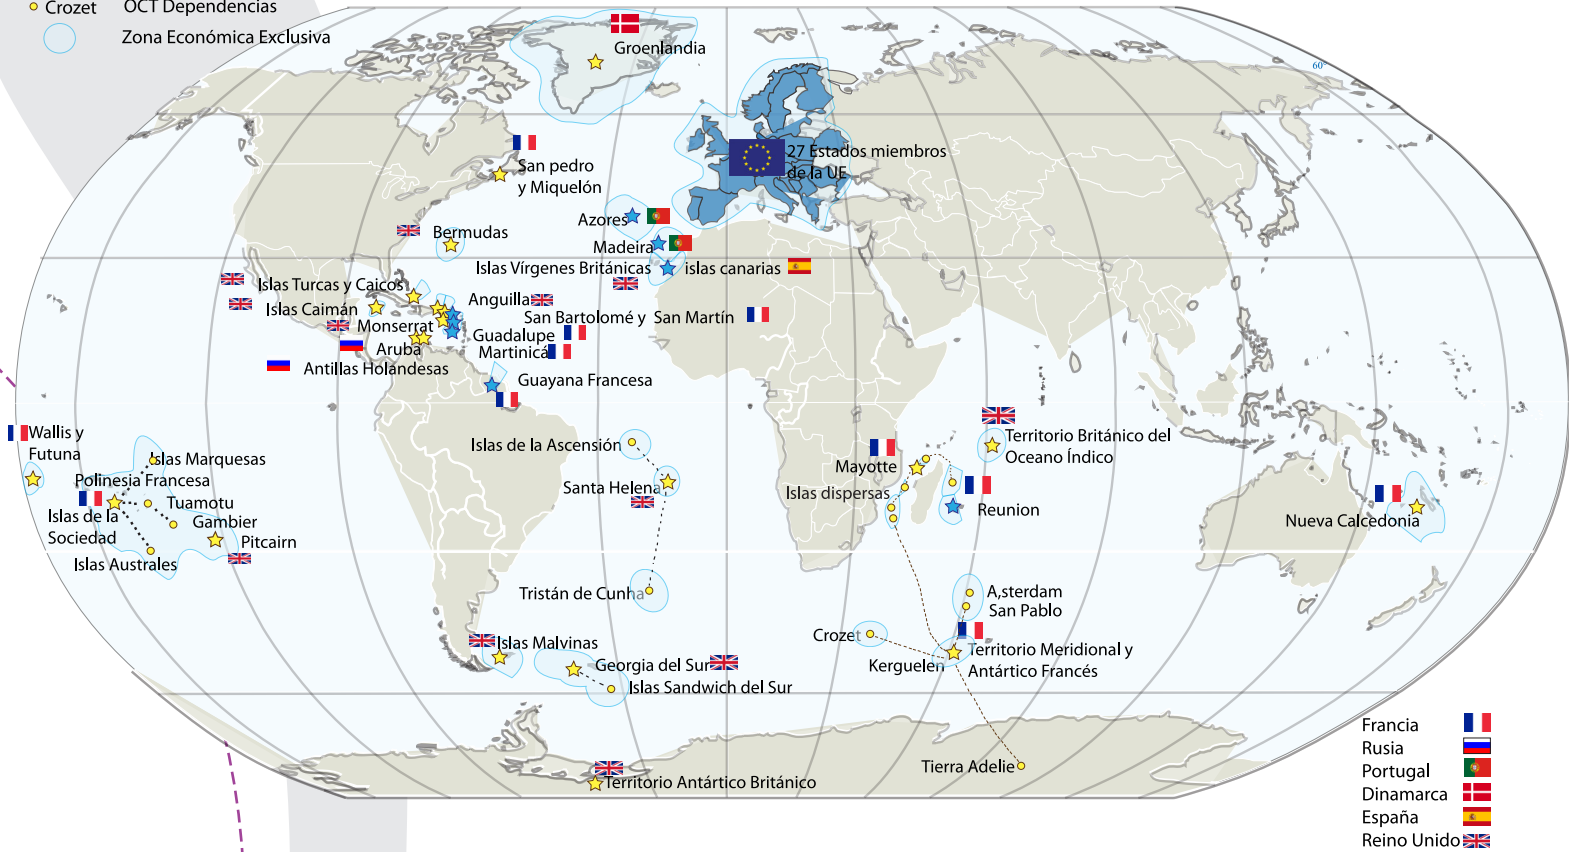 Crozet OCT Dependencias
Zona Económica Exclusiva
Groenlandia
60°
27 Estados miembros
de la UE
San pedro
y Miquelón
Azores
Bermudas
Madeira
Islas Vírgenes Británicas
islas canarias
Islas Turcas y Caicos
Anguilla
Islas Caimán
San Bartolomé y San Martín
Monserrat
Guadalupe
Aruba
Martinica
Antillas Holandesas
Guayana Francesa
Wallis y
Futuna
Islas de la Ascensión
Territorio Británico del
Oceano Índico
Islas Marquesas
Mayotte
Polinesia Francesa
Santa Helena
Islas dispersas
Tuamotu
Reunion
Islas de la
Sociedad
Gambier
Nueva Calcedonia
Pitcairn
Islas Australes
Tristán de Cunha
A,sterdam
San Pablo
Crozet
Islas Malvinas
Territorio Meridional y
Antártico Francés
Kerguelen
Georgia del Sur
Islas Sandwich del Sur
Francia
Rusia
Portugal
Dinamarca
España
Reino Unido
Tierra Adelie
Territorio Antártico Británico